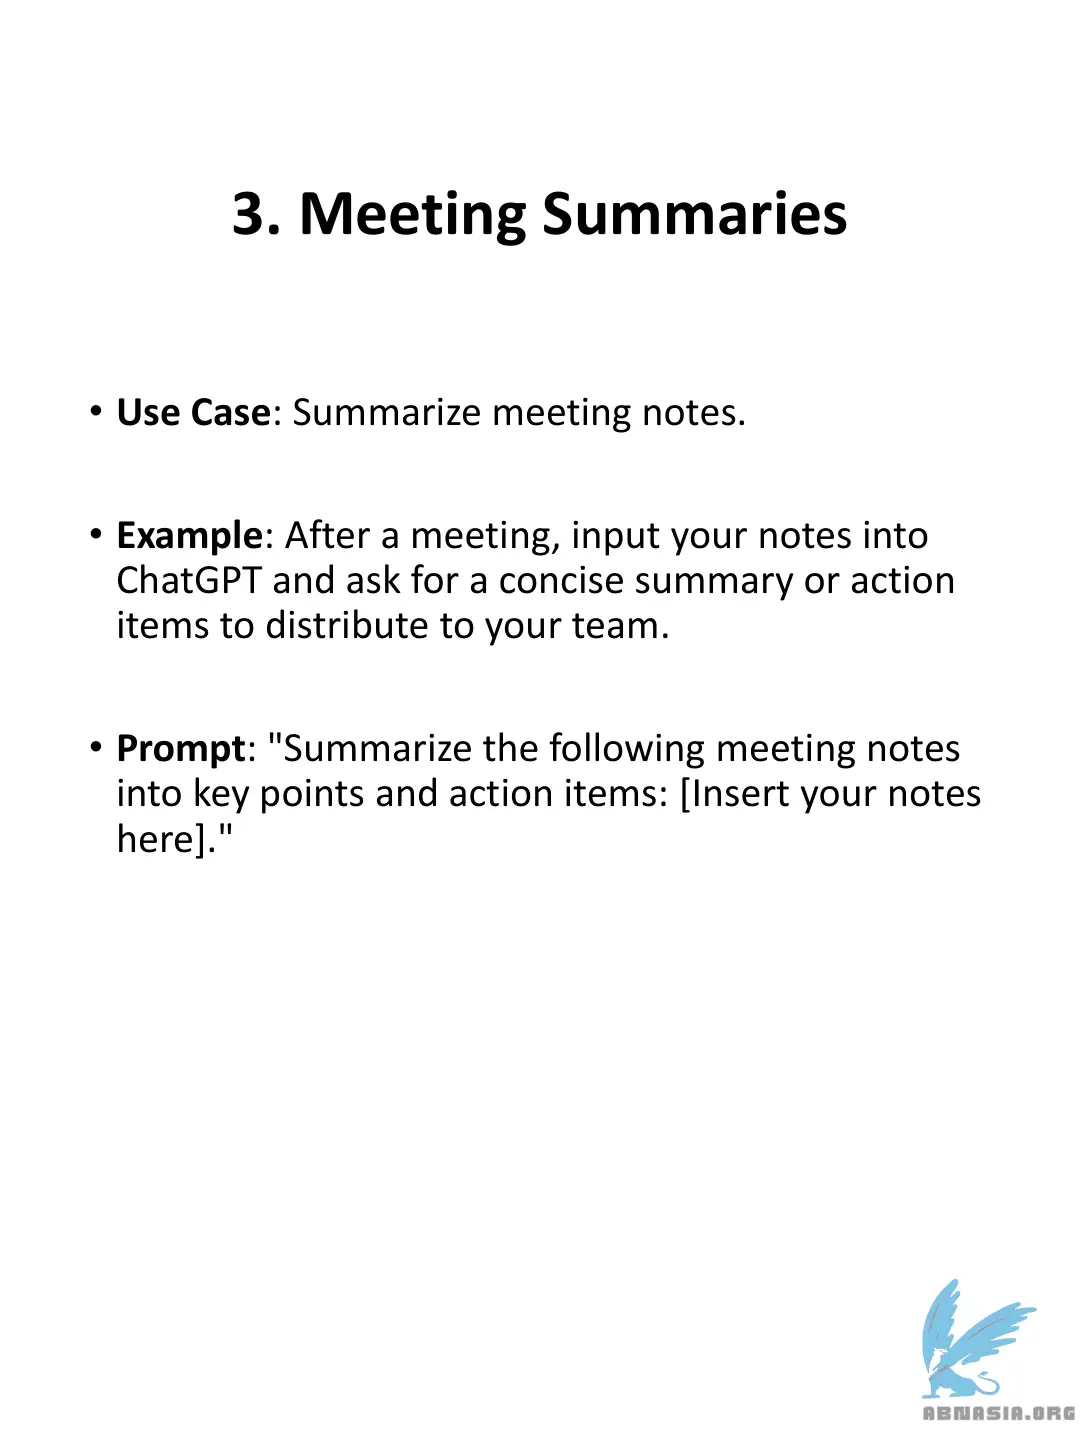 3. Meeting Summaries
• Use Case: Summarize meeting notes.
• Example: After a meeting, input your notes into
ChatGPT and ask for a concise summary or action
items to distribute to your team.
• Prompt: "Summarize the following meeting notes
into key points and action items: [Insert your notes
here]."
ABNASIA.ORG